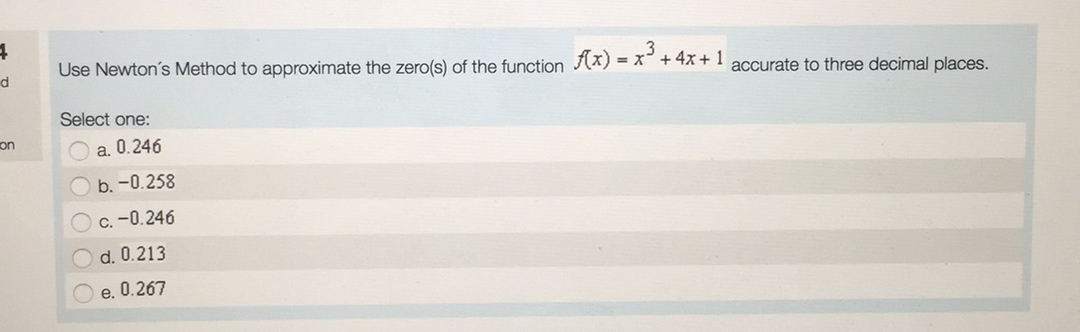 4
d
on
Use Newton´s Method to approximate the zero(s) of the function f(x) = x³ + 4x + 1 accurate to three decimal places.
Select one:
a. 0.246
b. −0.258
c. −0.246
d. 0.213
e. 0.267